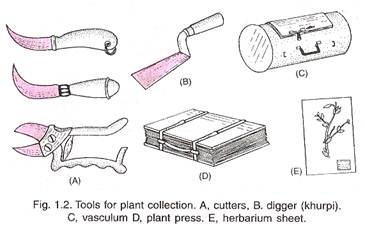 (B)
(C)
(A)
(D)
(E)
Fig. 1.2. Tools for plant collection. A, cutters, B. digger (khurpi).
C, vasculum D, plant press. E, herbarium sheet.